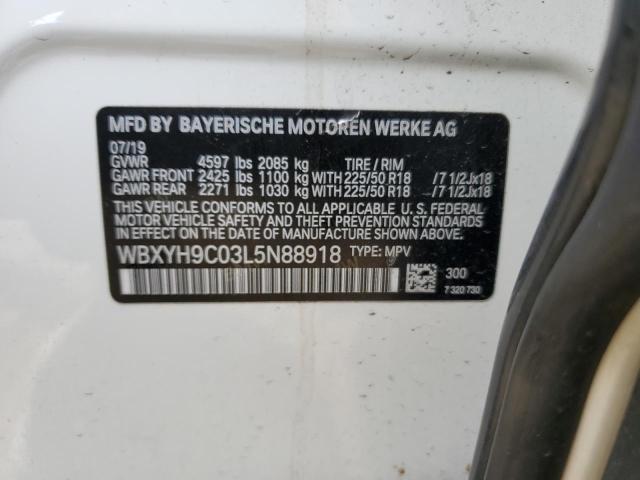 MFD BY BAYERISCHE MOTOREN WERKE AG
07/19
GVWR 4597 lbs 2085 kg TIRE / RIM
GAWR FRONT 2425 lbs 1100 kg WITH 225/50 R18 /7 1/2Jx18
GAWR REAR 2271 lbs 1030 kg WITH 225/50 R18 /7 1/2Jx18
THIS VEHICLE CONFORMS TO ALL APPLICABLE U. S. FEDERAL
MOTOR VEHICLE SAFETY AND THEFT PREVENTION STANDARDS
IN EFFECT ON THE DATE OF MANUFACTURE SHOWN ABOVE.
WBXYH9C03L5N88918 TYPE: MPV
300
7 320 730